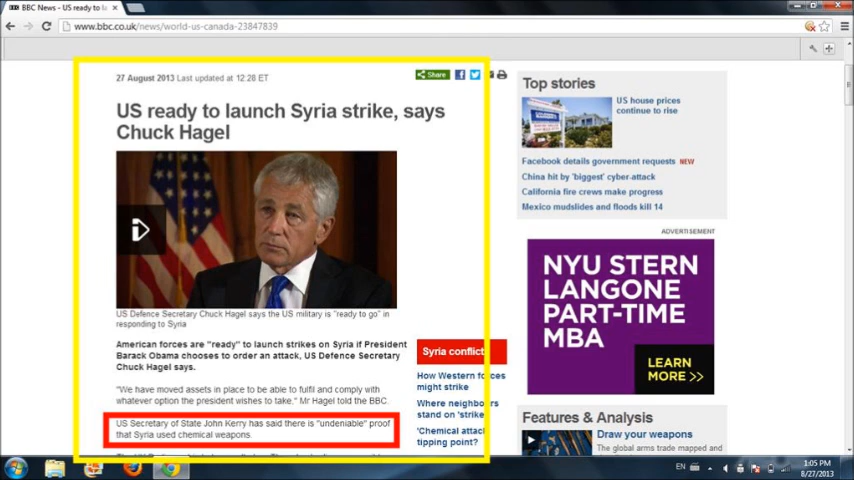 BBC News - US ready to l
www.bbc.co.uk/news/world-us-canada-23847839
27 August 2013 Last updated at 12:28 ET
Share
US ready to launch Syria strike, says
Chuck Hagel
US Defence Secretary Chuck Hagel says the US military is "ready to go" in
responding to Syria
American forces are "ready" to launch strikes on Syria if President
Barack Obama chooses to order an attack, US Defence Secretary
Chuck Hagel says.
"We have moved assets in place to be able to fulfil and comply with
whatever option the president wishes to take," Mr Hagel told the BBC.
US Secretary of State John Kerry has said there is "undeniable" proof
that Syria used chemical weapons
Syria conflict
How Western forces
might strike
Where neighbours
stand on 'strike
'Chemical attack
tipping point?
Top stories
US house prices
continue to rise
Facebook details government requests NEW
China hit by 'biggest' cyber-attack
California fire crews make progress
Mexico mudslides and floods kill 14
ADVERTISEMENT
NYU STERN
LANGONE
PART-TIME
MBA
LEARN
MORE >>
Features & Analysis
Draw your weapons
The global arms trade mapped and
EN
1:05 PM
8/27/2013